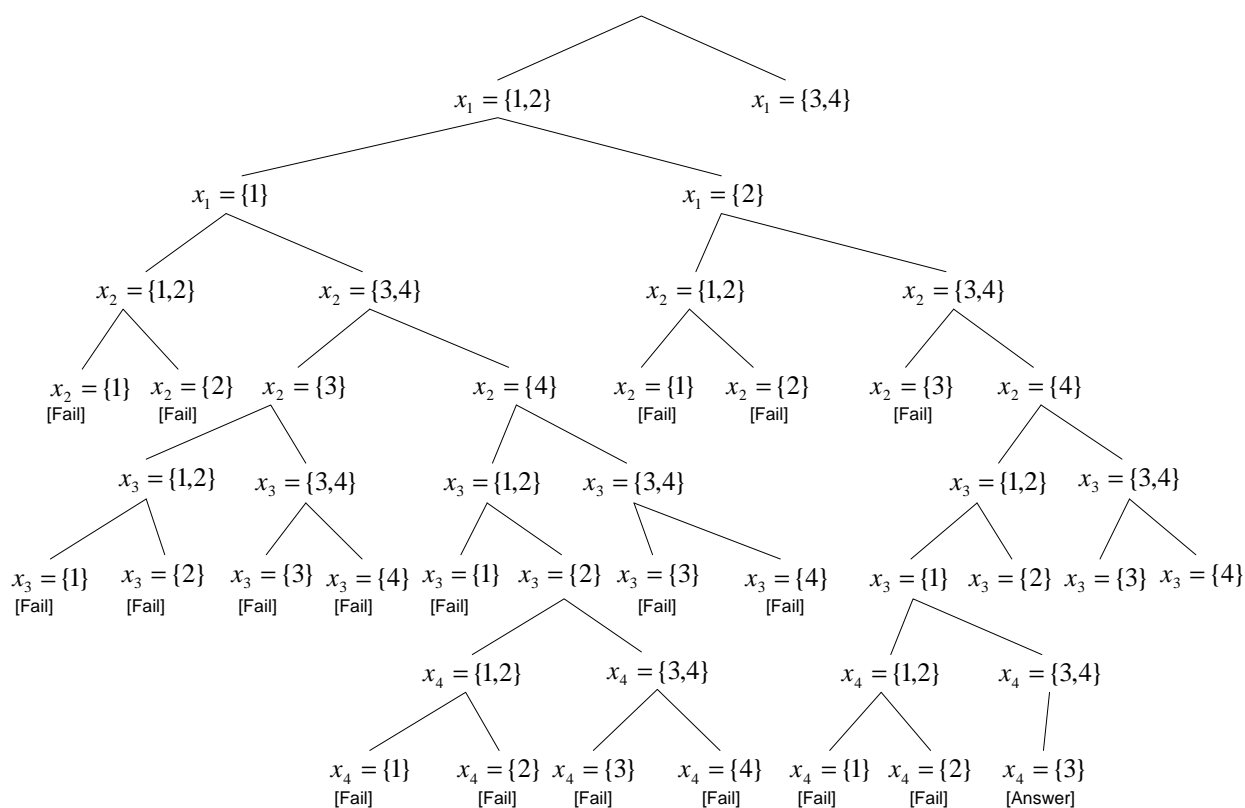 x₁ = {1,2} x₁ = {3,4}
x₁ = {1} x₁ = {2}
x₂ = {1,2} x₂ = {3,4} x₂ = {1,2} x₂ = {3,4}
x₂ = {1} x₂ = {2} x₂ = {3} x₂ = {4} x₂ = {1} x₂ = {2} x₂ = {3} x₂ = {4}
[Fail] [Fail] [Fail] [Fail] [Fail]
x₃ = {1,2} x₃ = {3,4} x₃ = {1,2} x₃ = {3,4} x₃ = {1,2} x₃ = {3,4}
x₃ = {1} x₃ = {2} x₃ = {3} x₃ = {4} x₃ = {1} x₃ = {2} x₃ = {3} x₃ = {4} x₃ = {1} x₃ = {2} x₃ = {3} x₃ = {4}
[Fail] [Fail] [Fail] [Fail] [Fail] [Fail] [Fail]
x₄ = {1,2} x₄ = {3,4} x₄ = {1,2} x₄ = {3,4}
x₄ = {1} x₄ = {2} x₄ = {3} x₄ = {4} x₄ = {1} x₄ = {2} x₄ = {3}
[Fail] [Fail] [Fail] [Fail] [Fail] [Fail] [Answer]